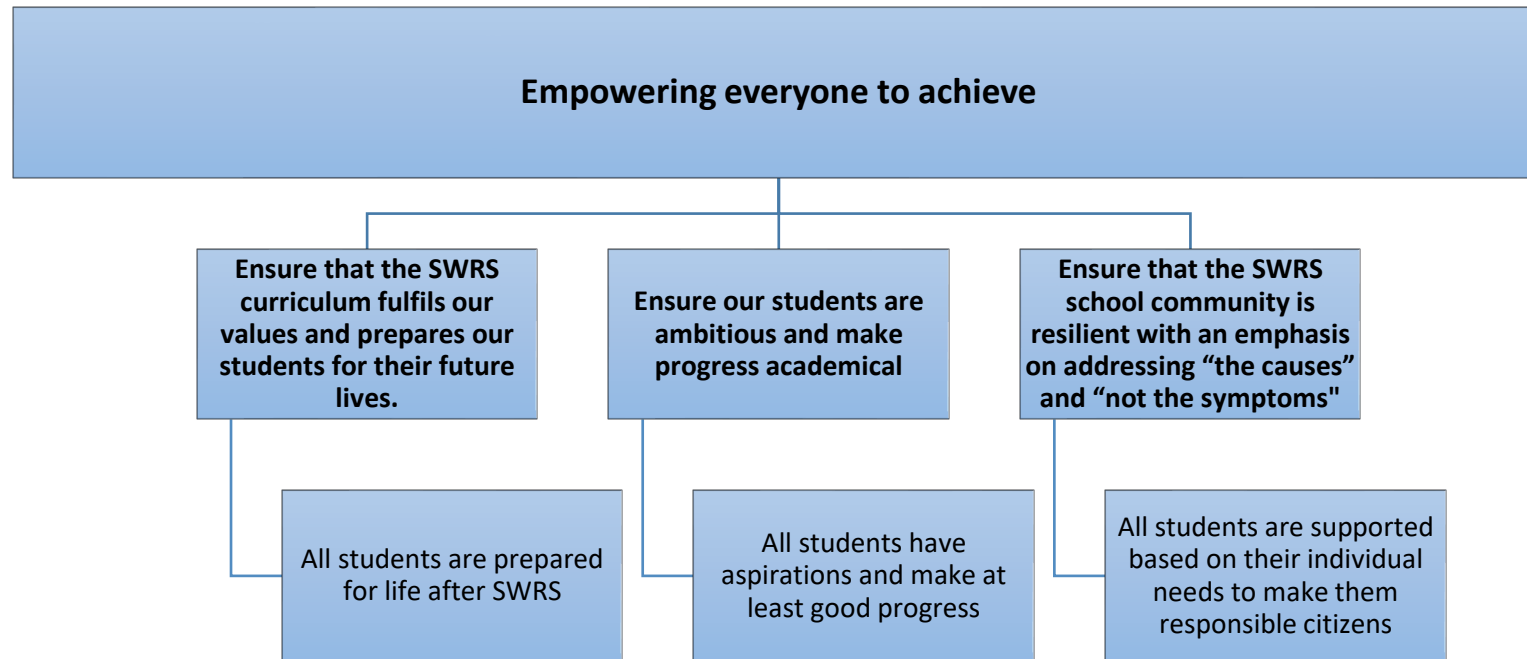 Empowering everyone to achieve
Ensure that the SWRS
curriculum fulfils our
values and prepares our
students for their future
lives.
Ensure our students are
ambitious and make
progress academical
Ensure that the SWRS
school community is
resilient with an emphasis
on addressing “the causes”
and “not the symptoms"
All students are prepared
for life after SWRS
All students have
aspirations and make at
least good progress
All students are supported
based on their individual
needs to make them
responsible citizens